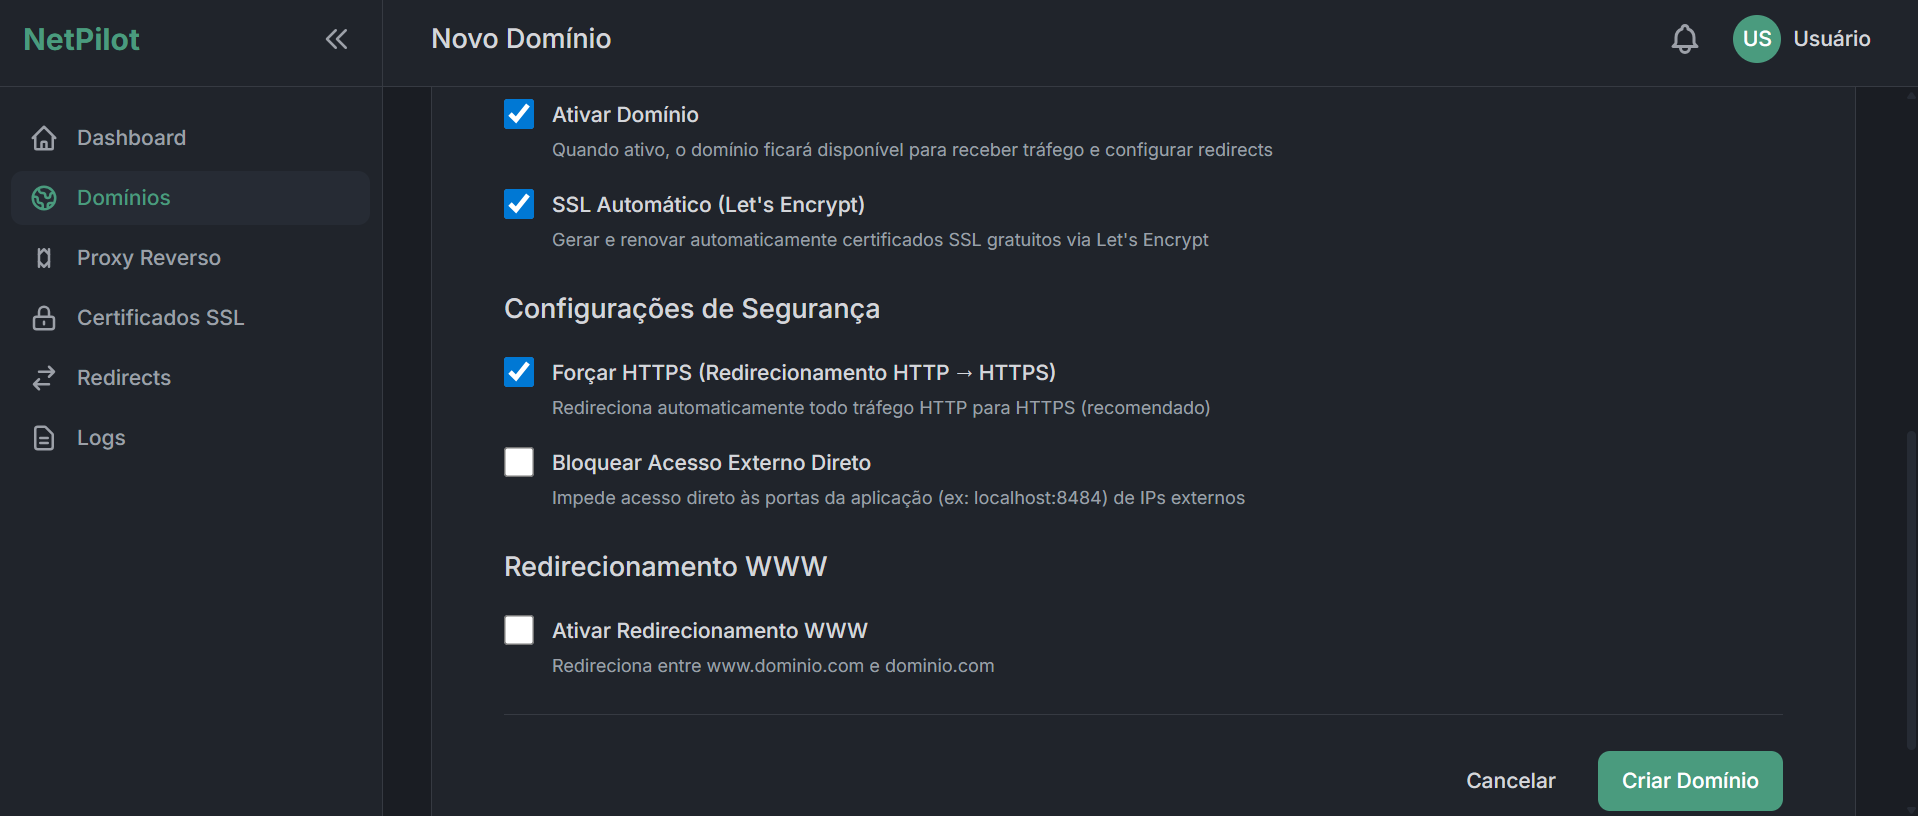 NetPilot
Novo Domínio
US
Usuário
Dashboard
Domínios
Proxy Reverso
Certificados SSL
Redirects
Logs
Ativar Domínio
Quando ativo, o domínio ficará disponível para receber tráfego e configurar redirects
SSL Automático (Let's Encrypt)
Gerar e renovar automaticamente certificados SSL gratuitos via Let's Encrypt
Configurações de Segurança
Forçar HTTPS (Redirecionamento HTTP → HTTPS)
Redireciona automaticamente todo tráfego HTTP para HTTPS (recomendado)
Bloquear Acesso Externo Direto
Impede acesso direto às portas da aplicação (ex: localhost:8484) de IPs externos
Redirecionamento WWW
Ativar Redirecionamento WWW
Redireciona entre www.dominio.com e dominio.com
Cancelar
Criar Domínio